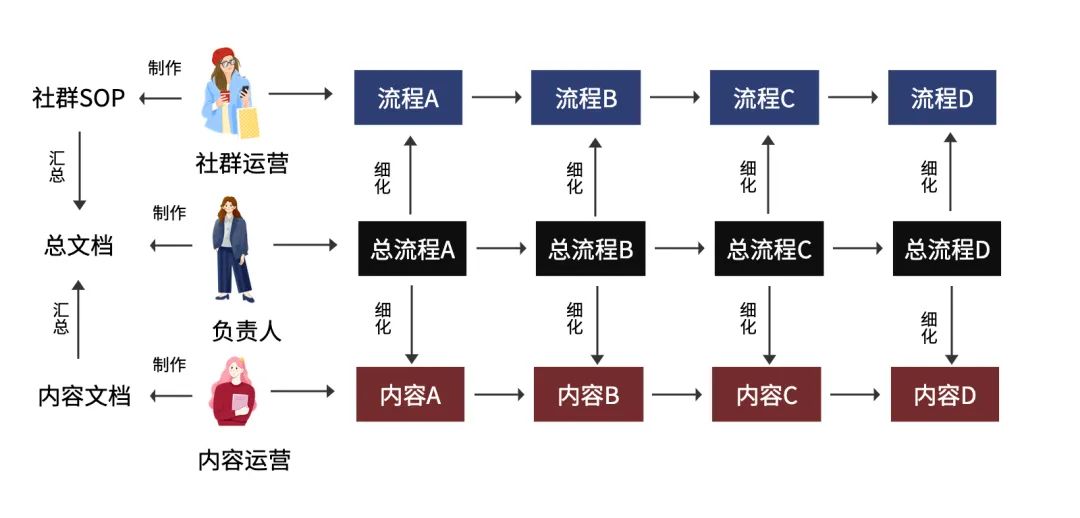 制作
社群SOP
流程A
流程B
流程C
流程D
社群运营
汇总
细化
细化
细化
细化
制作
总文档
总流程A
总流程B
总流程C
总流程D
负责人
汇总
细化
细化
细化
细化
制作
内容文档
内容A
内容B
内容C
内容D
内容运营